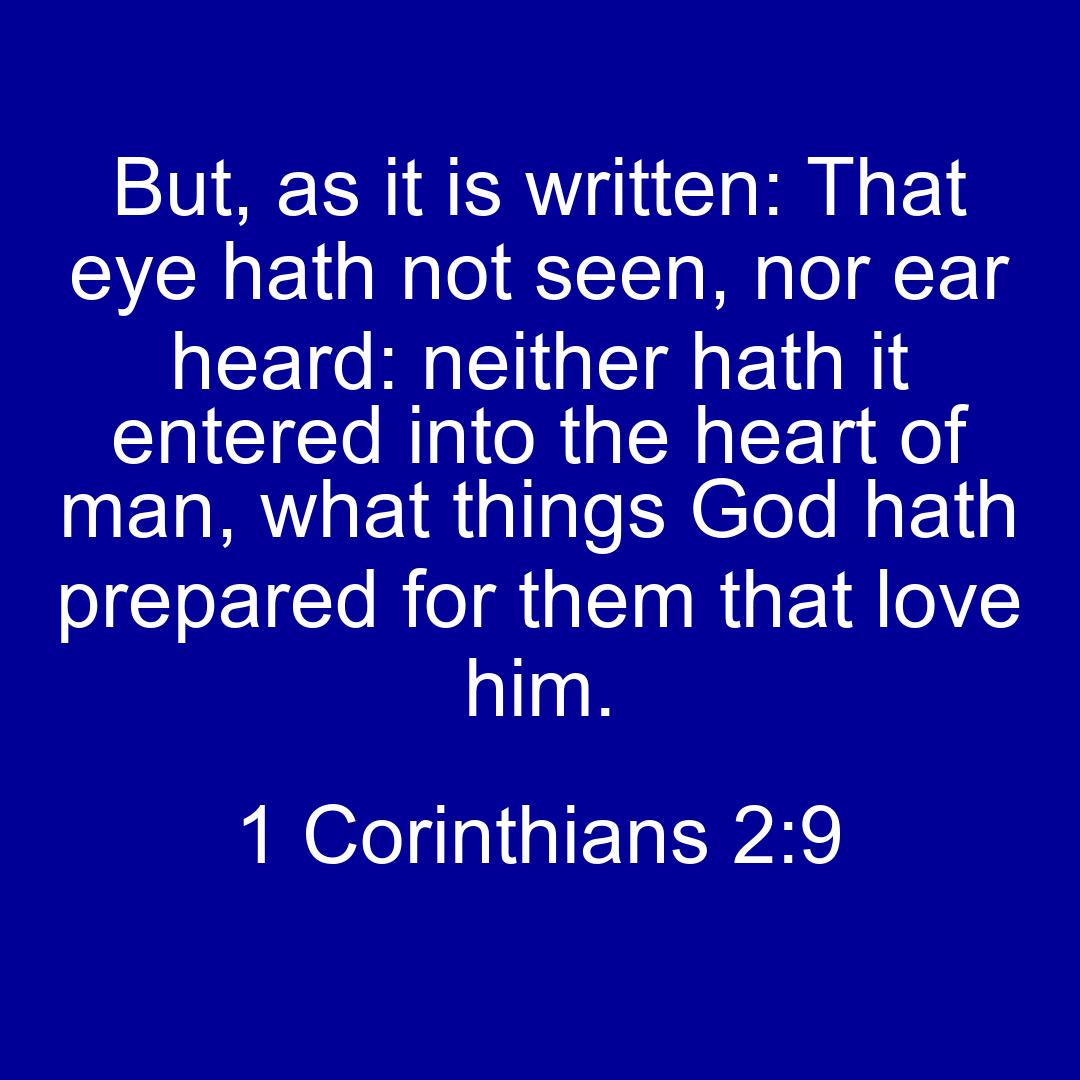 But, as it is written: That
eye hath not seen, nor ear
heard: neither hath it
entered into the heart of
man, what things God hath
prepared for them that love
him.
1 Corinthians 2:9